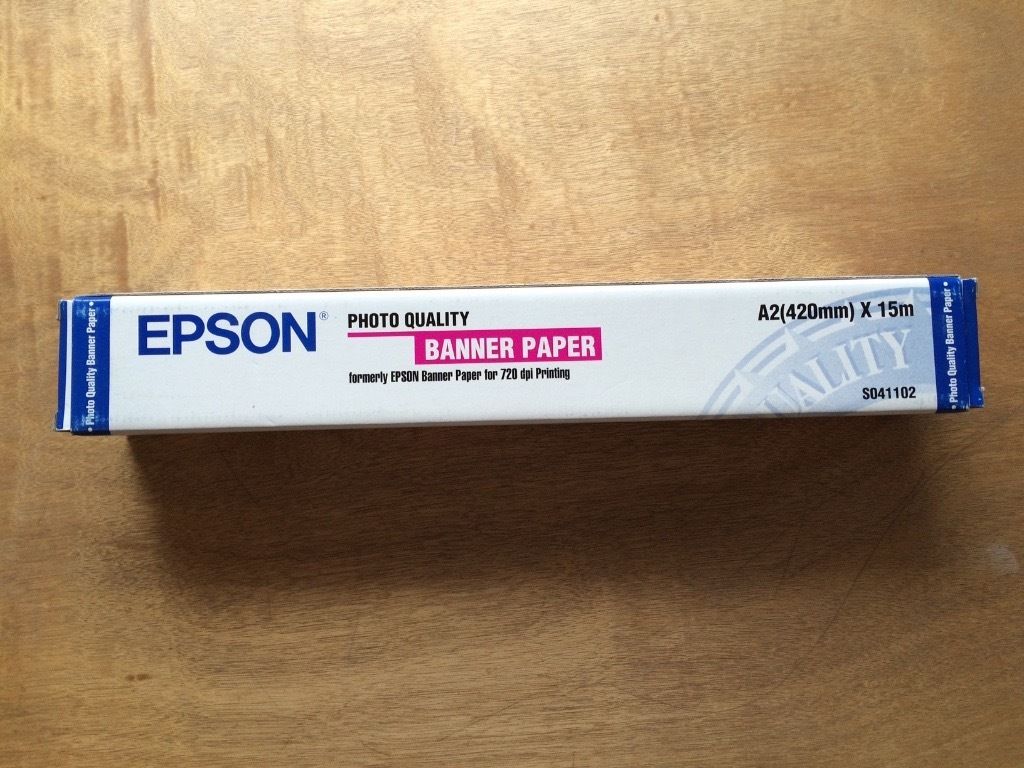 • Photo Quality Banner Paper •
EPSON®
PHOTO QUALITY
BANNER PAPER
formerly EPSON Banner Paper for 720 dpi Printing
A2(420mm) X 15m
QUALITY
S041102
• Photo Quality Banner Paper •